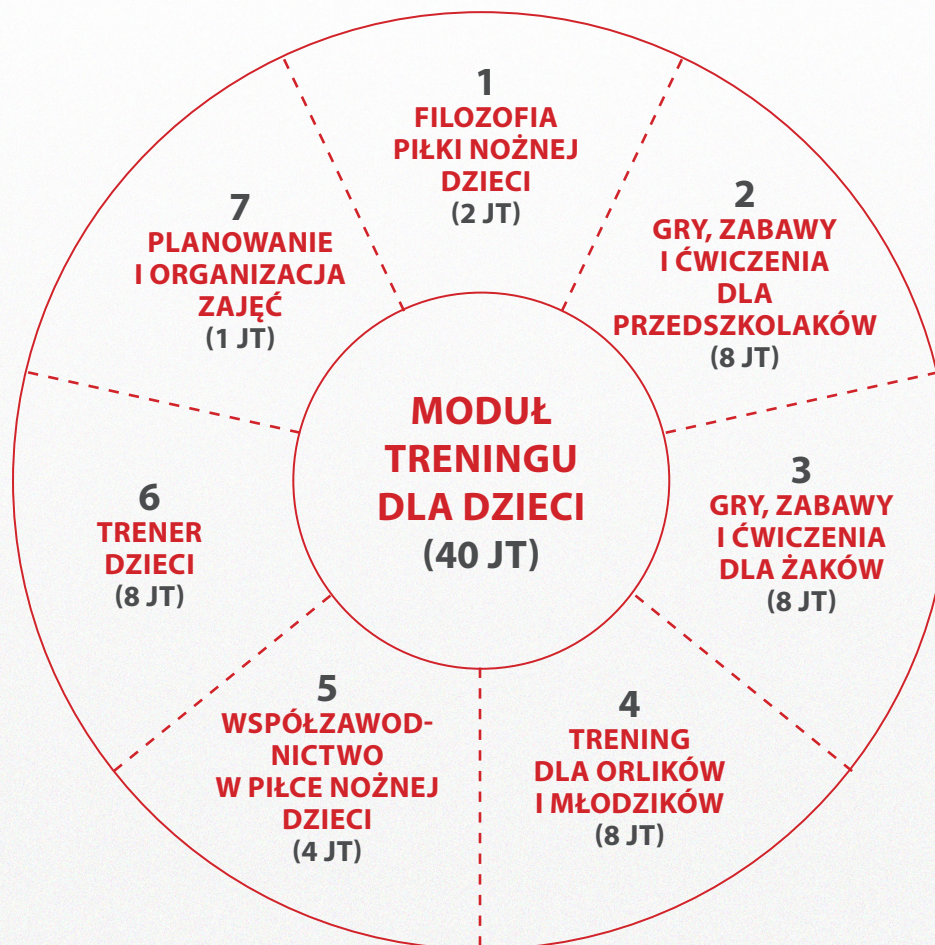 1
FILOZOFIA
PIŁKI NOŻNEJ
DZIECI
(2 JT)
2
GRY, ZABAWY
I ĆWICZENIA
DLA
PRZEDSZKOLAKÓW
(8 JT)
3
GRY, ZABAWY
I ĆWICZENIA
DLA ŻAKÓW
(8 JT)
4
TRENING
DLA ORLIKÓW
I MŁODZIKÓW
(8 JT)
5
WSPÓŁZAWOD-
NICTWO
W PIŁCE NOŻNEJ
DZIECI
(4 JT)
6
TRENER
DZIECI
(8 JT)
7
PLANOWANIE
I ORGANIZACJA
ZAJĘĆ
(1 JT)
MODUŁ
TRENINGU
DLA DZIECI
(40 JT)